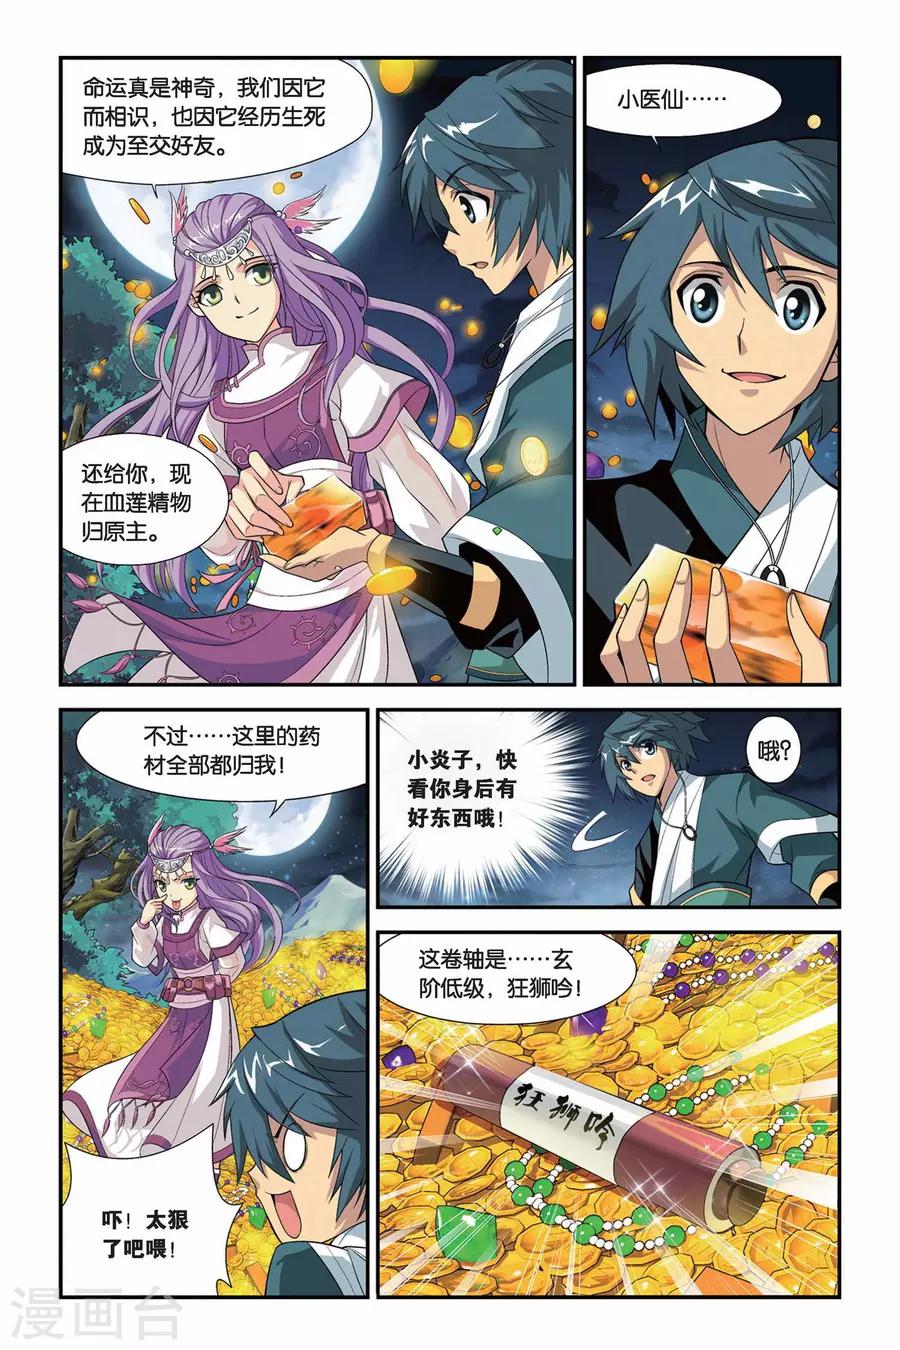 命运真是神奇，我们因它
而相识，也因它经历生死
成为至交好友。
还给你，现
在血莲精物
归原主。
小医仙……
不过……这里的药
材全部都归我！
吓！太狠
了吧喂！
小炎子，快
看你身后有
好东西哦！
哦？
这卷轴是……玄
阶低级，狂狮吟！
狂狮吟
漫画台